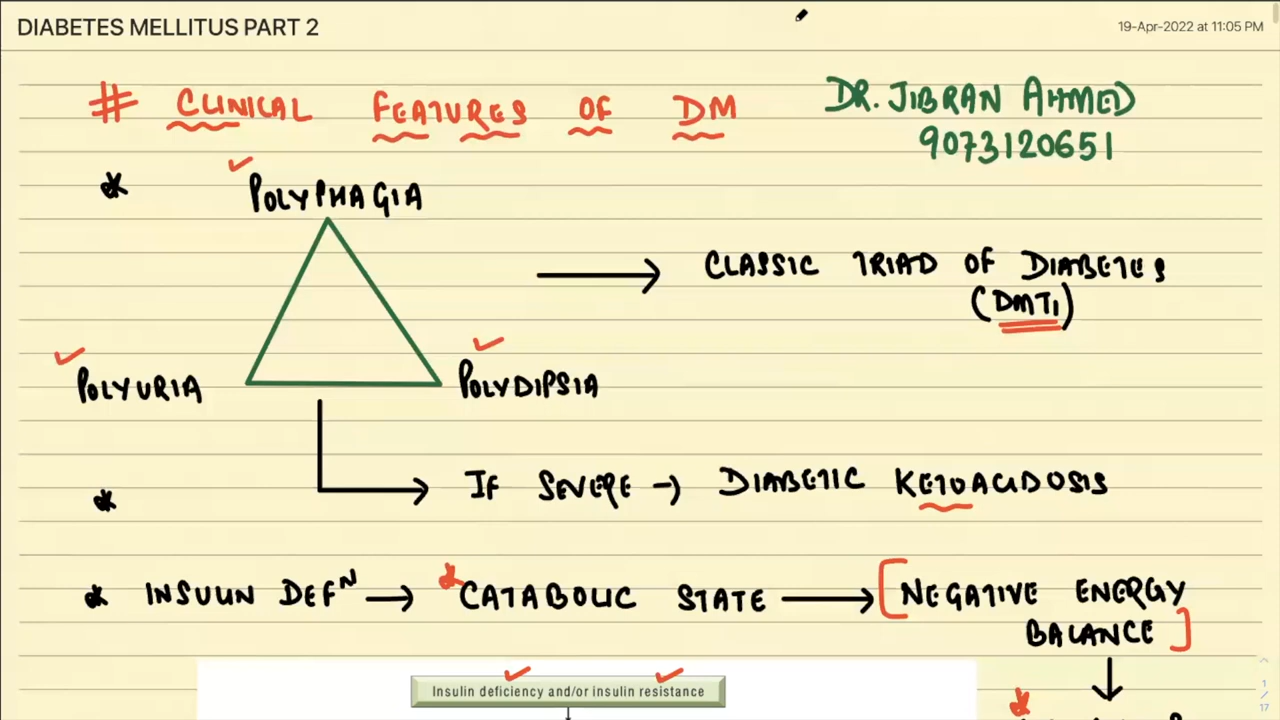 DIABETES MELLITUS PART 2
19-Apr-2022 at 11:05 PM
# CLINICAL FEATURES OF DM
DR. JIBRAN AHMED
9073120651
* POLYPHAGIA
CLASSIC TRIAD OF DIABETES
(DMT1)
POLYURIA
POLYDIPSIA
* IF SEVERE → DIABETIC KETOACIDOSIS
* INSULIN DEFN → *CATABOLIC STATE → [NEGATIVE ENERGY
BALANCE]
Insulin deficiency and/or insulin resistance
*
1
/
17